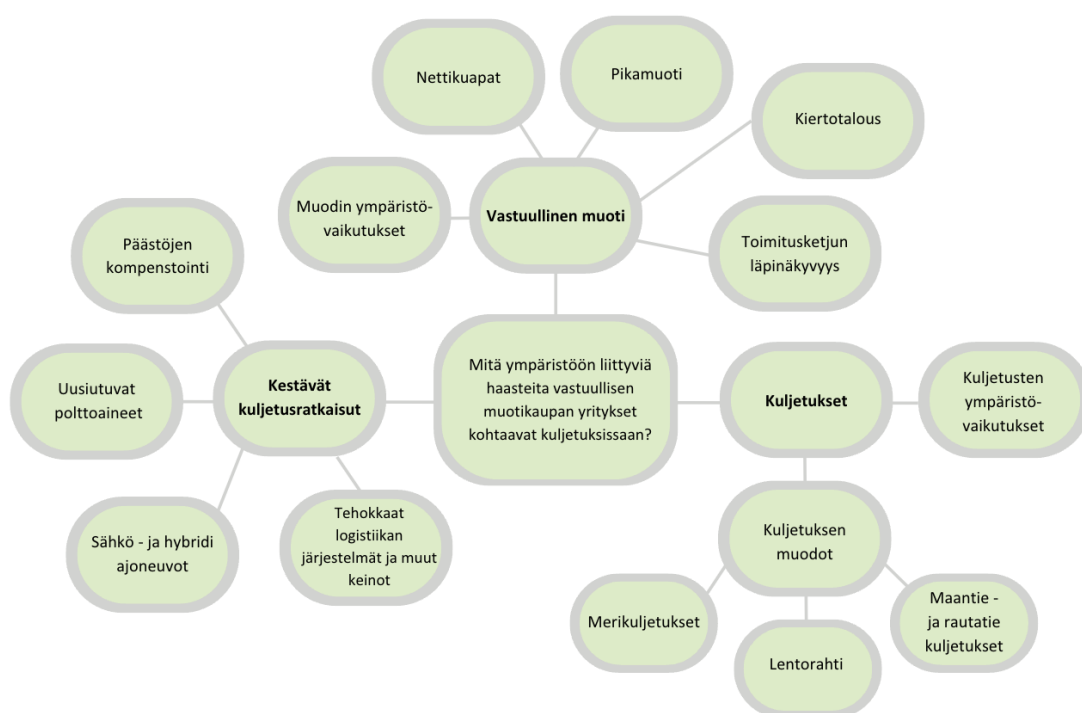 Nettikuapat
Pikamuoti
Kiertotalous
Muodin ympäristö-
vaikutukset
Vastuullinen muoti
Toimitusketjun
läpinäkyvyys
Päästöjen
kompenstointi
Uusiutuvat
polttoaineet
Kestävät
kuljetusratkaisut
Mitä ympäristöön liittyviä
haasteita vastuullisen
muotikaupan yritykset
kohtaavat kuljetuksissaan?
Kuljetukset
Kuljetusten
ympäristö-
vaikutukset
Sähkö - ja hybridi
ajoneuvot
Tehokkaat
logistiikan
järjestelmät ja muut
keinot
Kuljetuksen
muodot
Merikuljetukset
Lentorahti
Maantie -
ja rautatie
kuljetukset